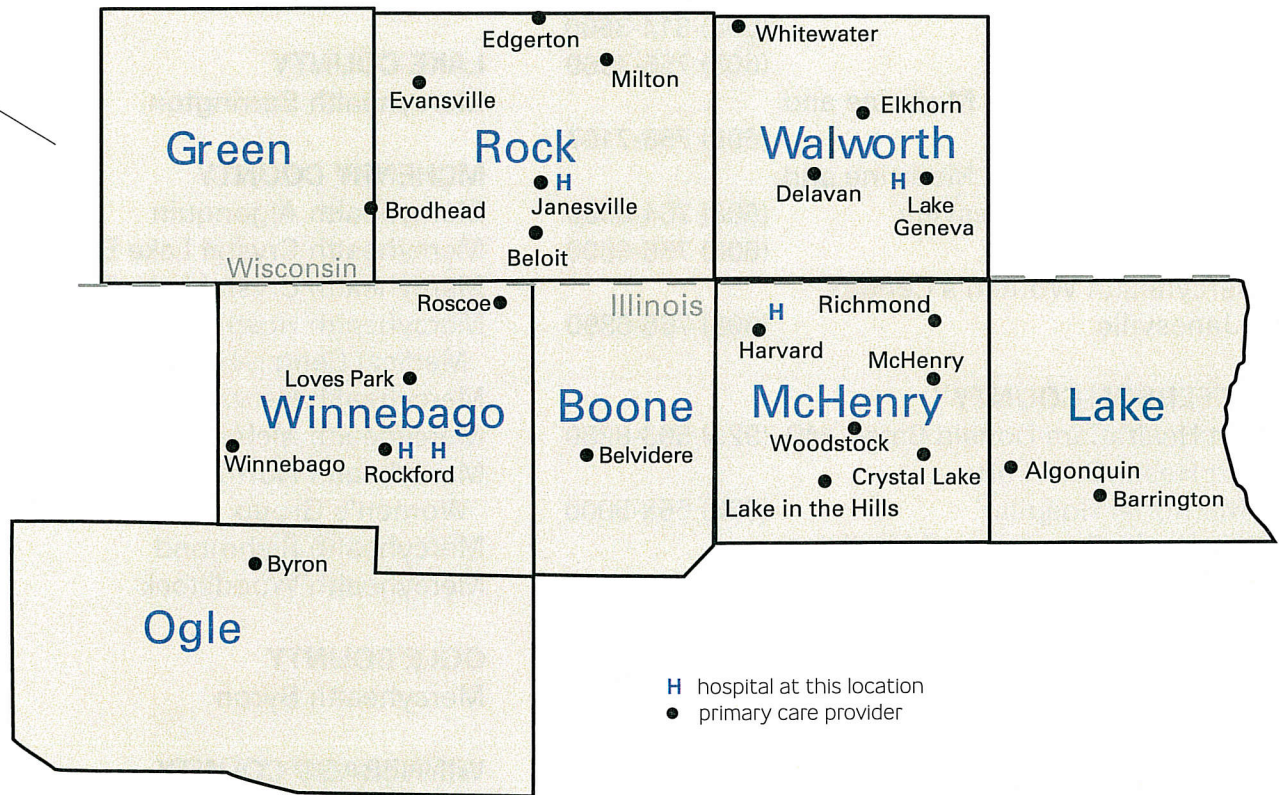 Edgerton
Whitewater
Milton
Evansville
Elkhorn
Green
Rock
Walworth
Delavan
H
H
Brodhead
Janesville
Lake
Geneva
Beloit
Wisconsin
Roscoe
Illinois
H
Richmond
Harvard
McHenry
Loves Park
Winnebago
Boone
McHenry
Lake
Woodstock
Winnebago
H H
Rockford
Belvidere
Crystal Lake
Algonquin
Lake in the Hills
Barrington
Byron
Ogle
H hospital at this location
primary care provider